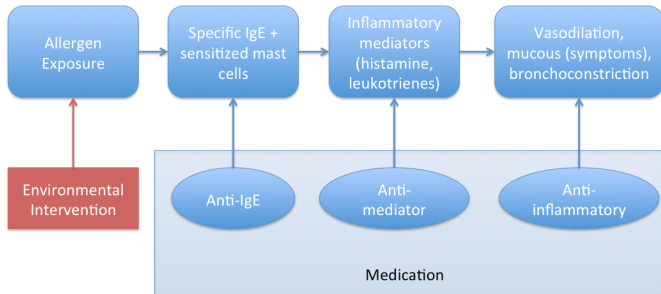 Allergen
Exposure
Specific IgE +
sensitized mast
cells
Inflammatory
mediators
(histamine,
leukotrienes)
Vasodilation,
mucous (symptoms),
bronchoconstriction
Environmental
Intervention
Anti-IgE
Anti-
mediator
Anti-
inflammatory
Medication